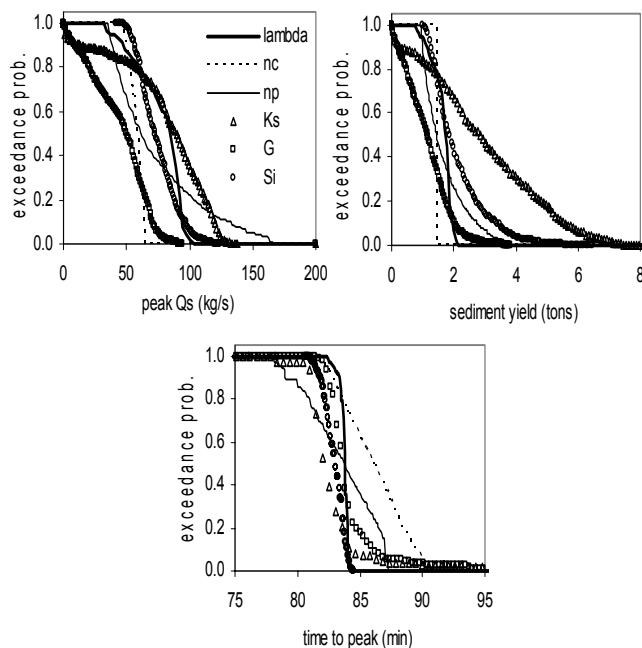 exceedance prob.
1.0
0.8
0.6
0.4
0.2
0.0
lambda
nc
np
Ks
G
Si
0 50 100 150 200
peak Qs (kg/s)
exceedance prob.
1.0
0.8
0.6
0.4
0.2
0.0
0 2 4 6 8
sediment yield (tons)
exceedance prob.
1.0
0.8
0.6
0.4
0.2
0.0
75 80 85 90 95
time to peak (min)